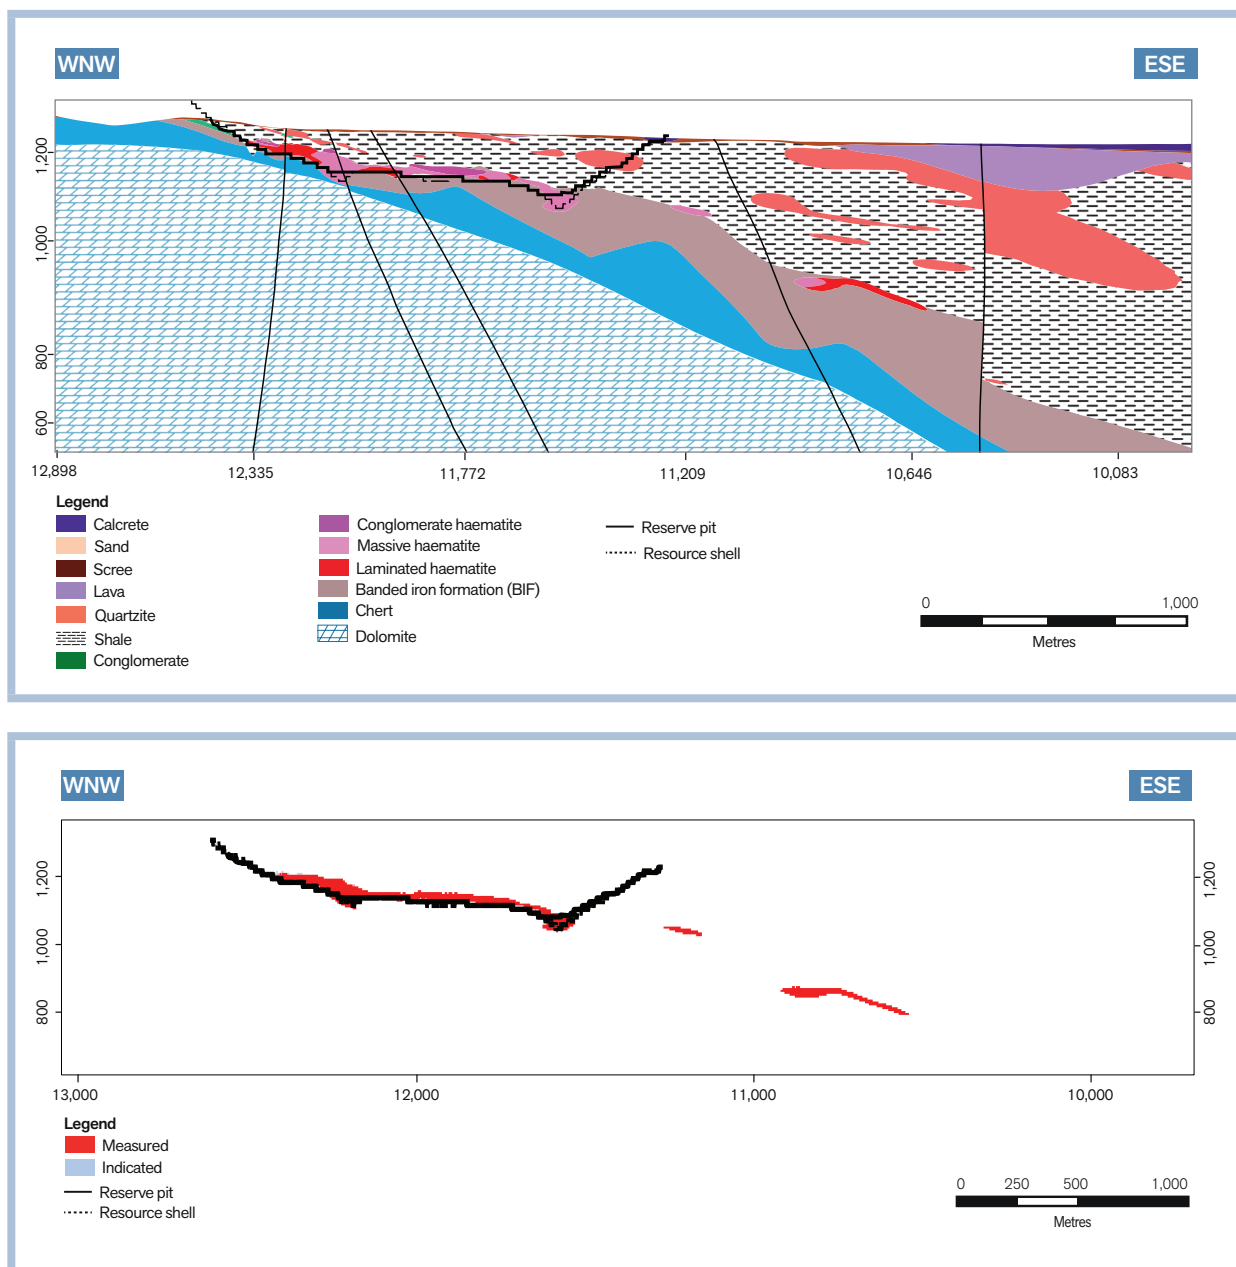 WNW
ESE
1,200
1,000
800
600
12,898
12,335
11,772
11,209
10,646
10,083
Legend
Calcrete
Sand
Scree
Lava
Quartzite
Shale
Conglomerate
Conglomerate haematite
Massive haematite
Laminated haematite
Banded iron formation (BIF)
Chert
Dolomite
Reserve pit
Resource shell
0 1,000
Metres
WNW
ESE
1,200
1,000
800
1,200
1,000
800
13,000
12,000
11,000
10,000
Legend
Measured
Indicated
Reserve pit
Resource shell
0 250 500 1,000
Metres